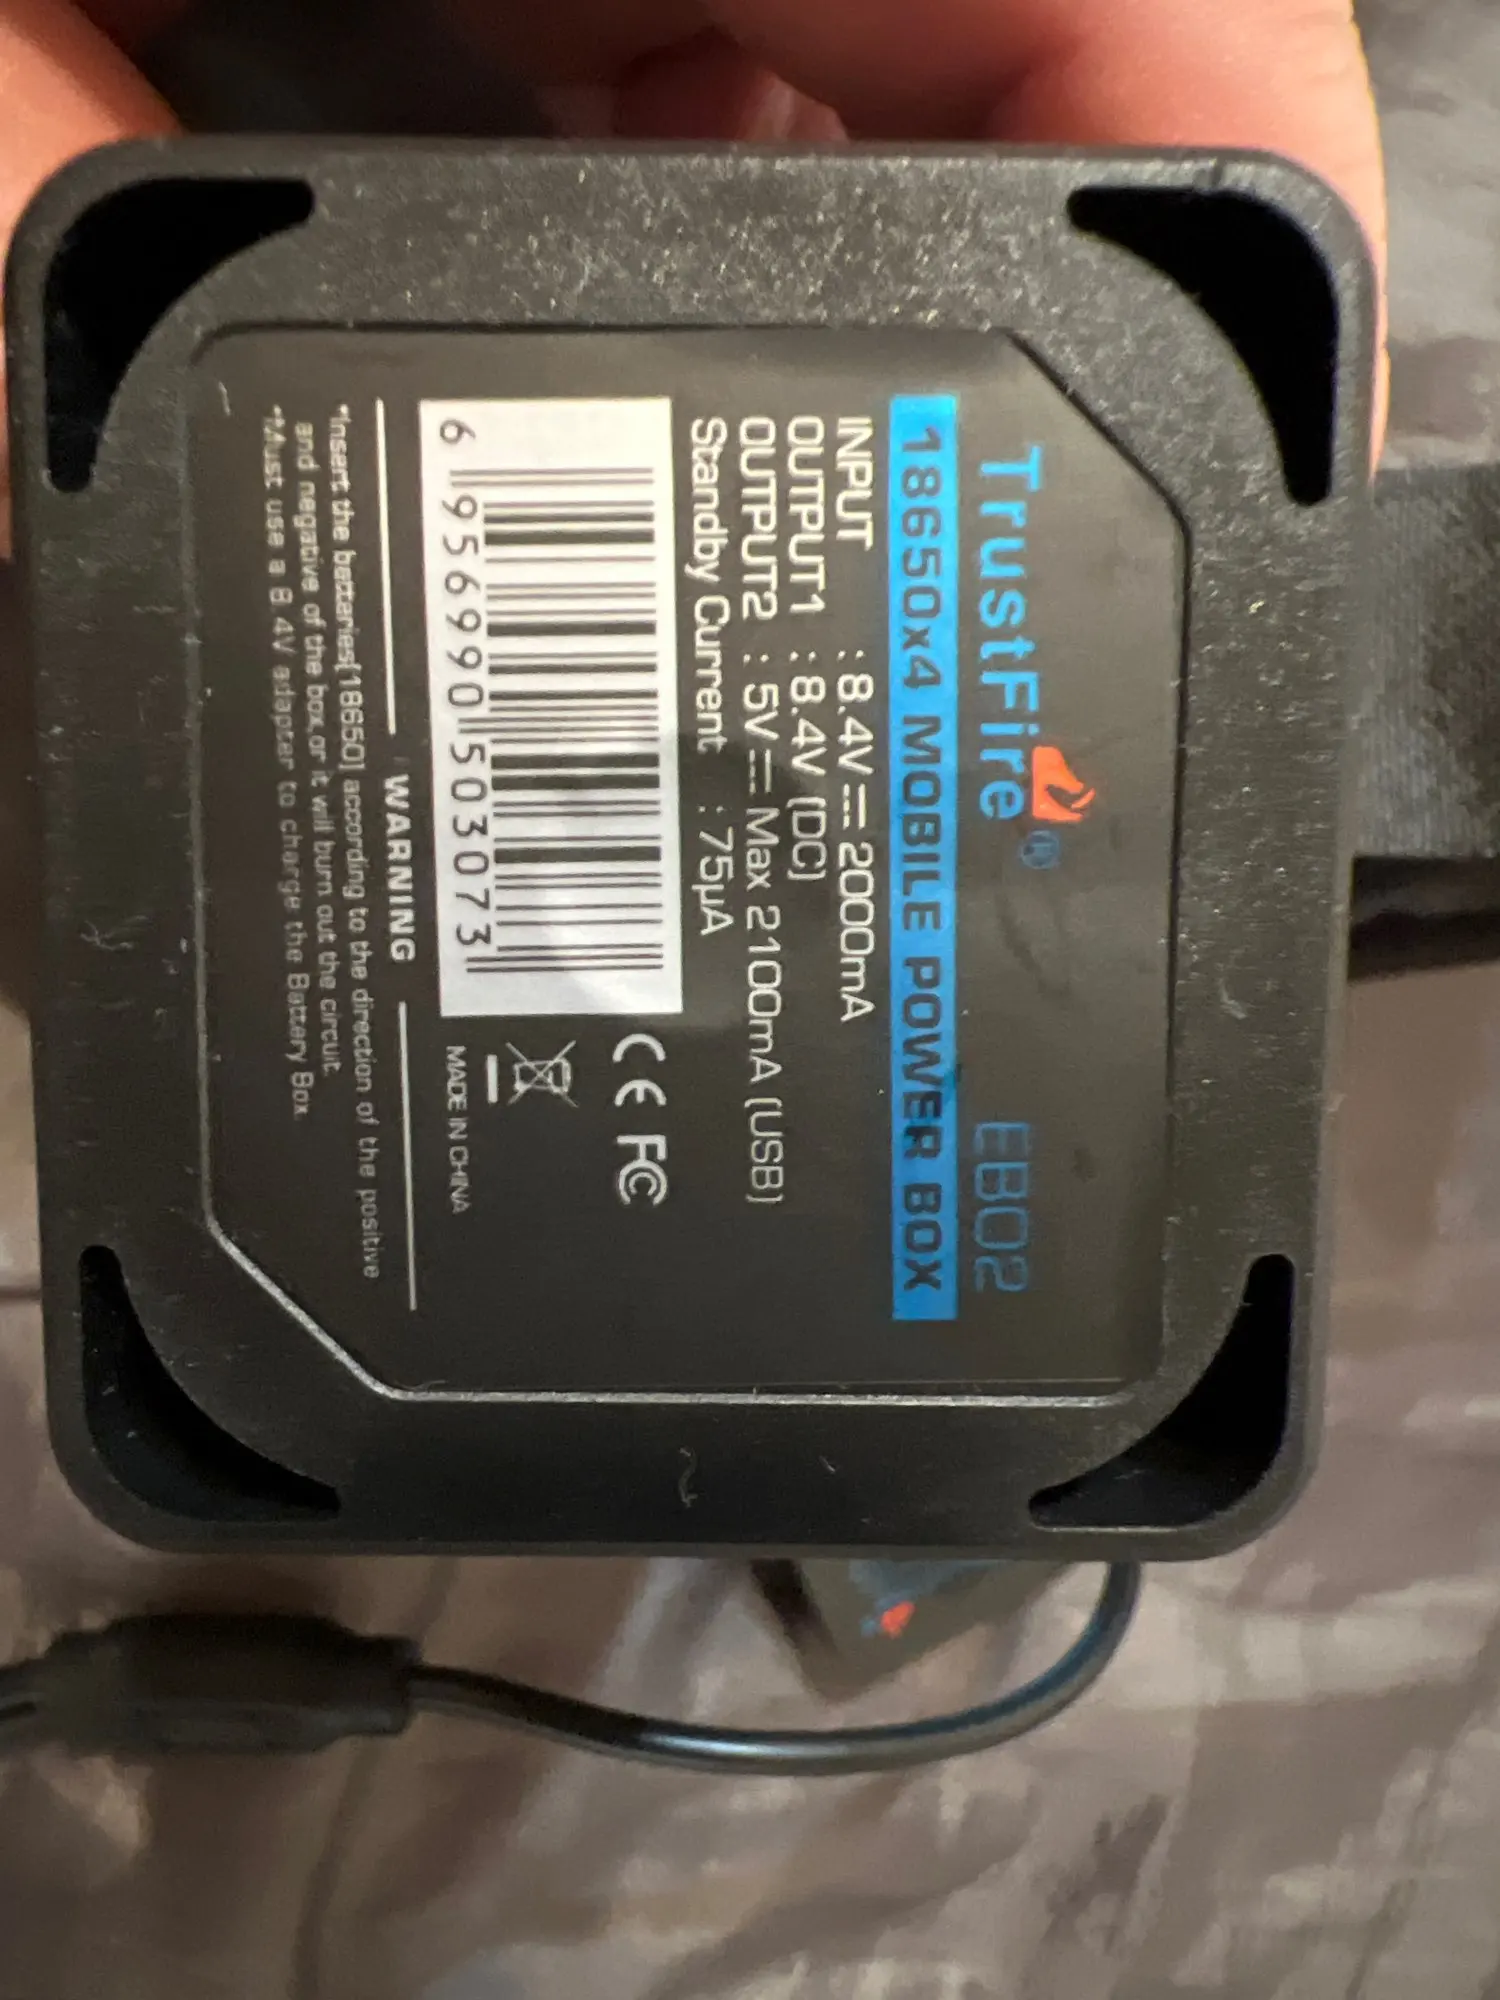 TrustFire® EB02
18650x4 MOBILE POWER BOX
INPUT : 8.4V⎓2000mA
OUTPUT1 : 8.4V (DC)
OUTPUT2 : 5V⎓Max 2100mA (USB)
Standby Current : 75μA
6 956990 503073
CE FC
MADE IN CHINA
WARNING
*Insert the batteries(18650) according to the direction of the positive
and negative of the box,or it will burn out the circuit.
*Must use a 8.4V adapter to charge the Battery Box.